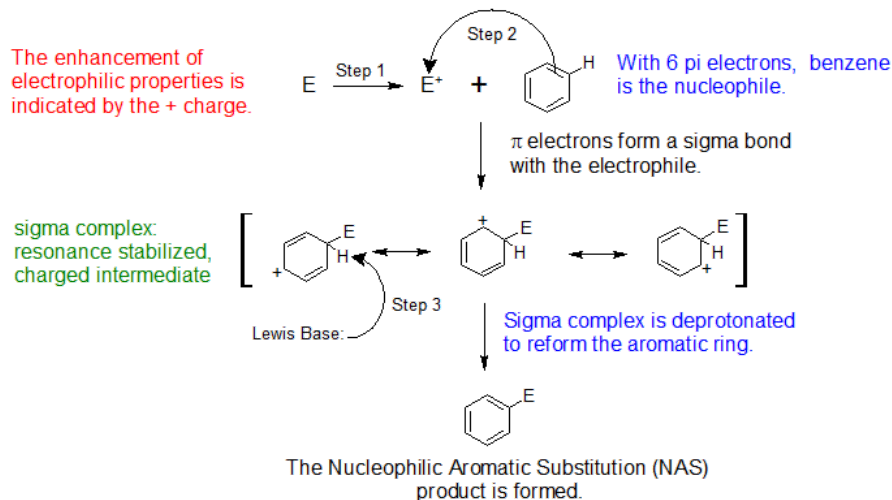 The enhancement of
electrophilic properties is
indicated by the + charge.
E
Step 1
E+
+
Step 2
H
With 6 pi electrons, benzene
is the nucleophile.
π electrons form a sigma bond
with the electrophile.
sigma complex:
resonance stabilized,
charged intermediate
+
E
H
+
E
H
E
H
+
Lewis Base:
Step 3
Sigma complex is deprotonated
to reform the aromatic ring.
E
The Nucleophilic Aromatic Substitution (NAS)
product is formed.